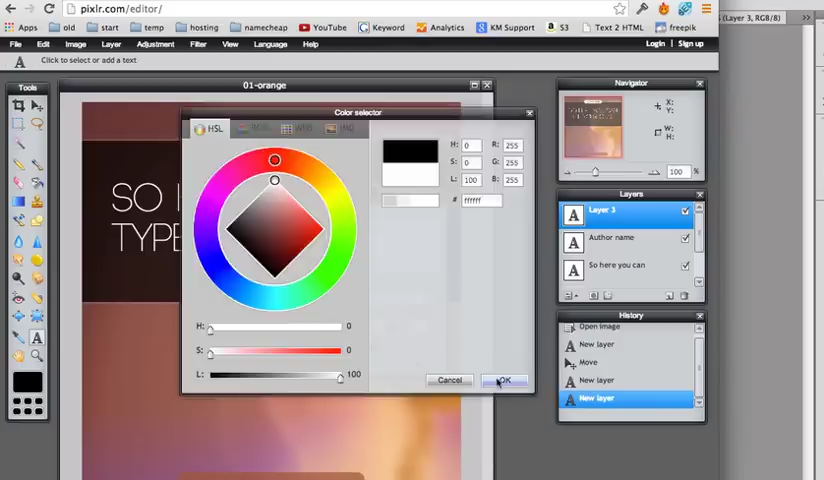 pixlr.com/editor/
(Layer 3, RGB/8)
Apps old start temp hosting namecheap YouTube Keyword Analytics KM Support S3 Text 2 HTML freepik
File Edit Image Layer Adjustment Filter View Language Help Login | Sign up
A Click to select or add a text
Tools
01-orange
Navigator
Color selector
HSL
H: 0 R: 255
S: 0 G: 255
L: 100 B: 255
# ffffff
X:
Y:
W:
H:
100 %
SO
TYPE
Layers
A Layer 3
A Author name
A So here you can
H: 0
S: 0
L: 100
Cancel OK
History
Open image
New layer
Move
A New layer
A New layer